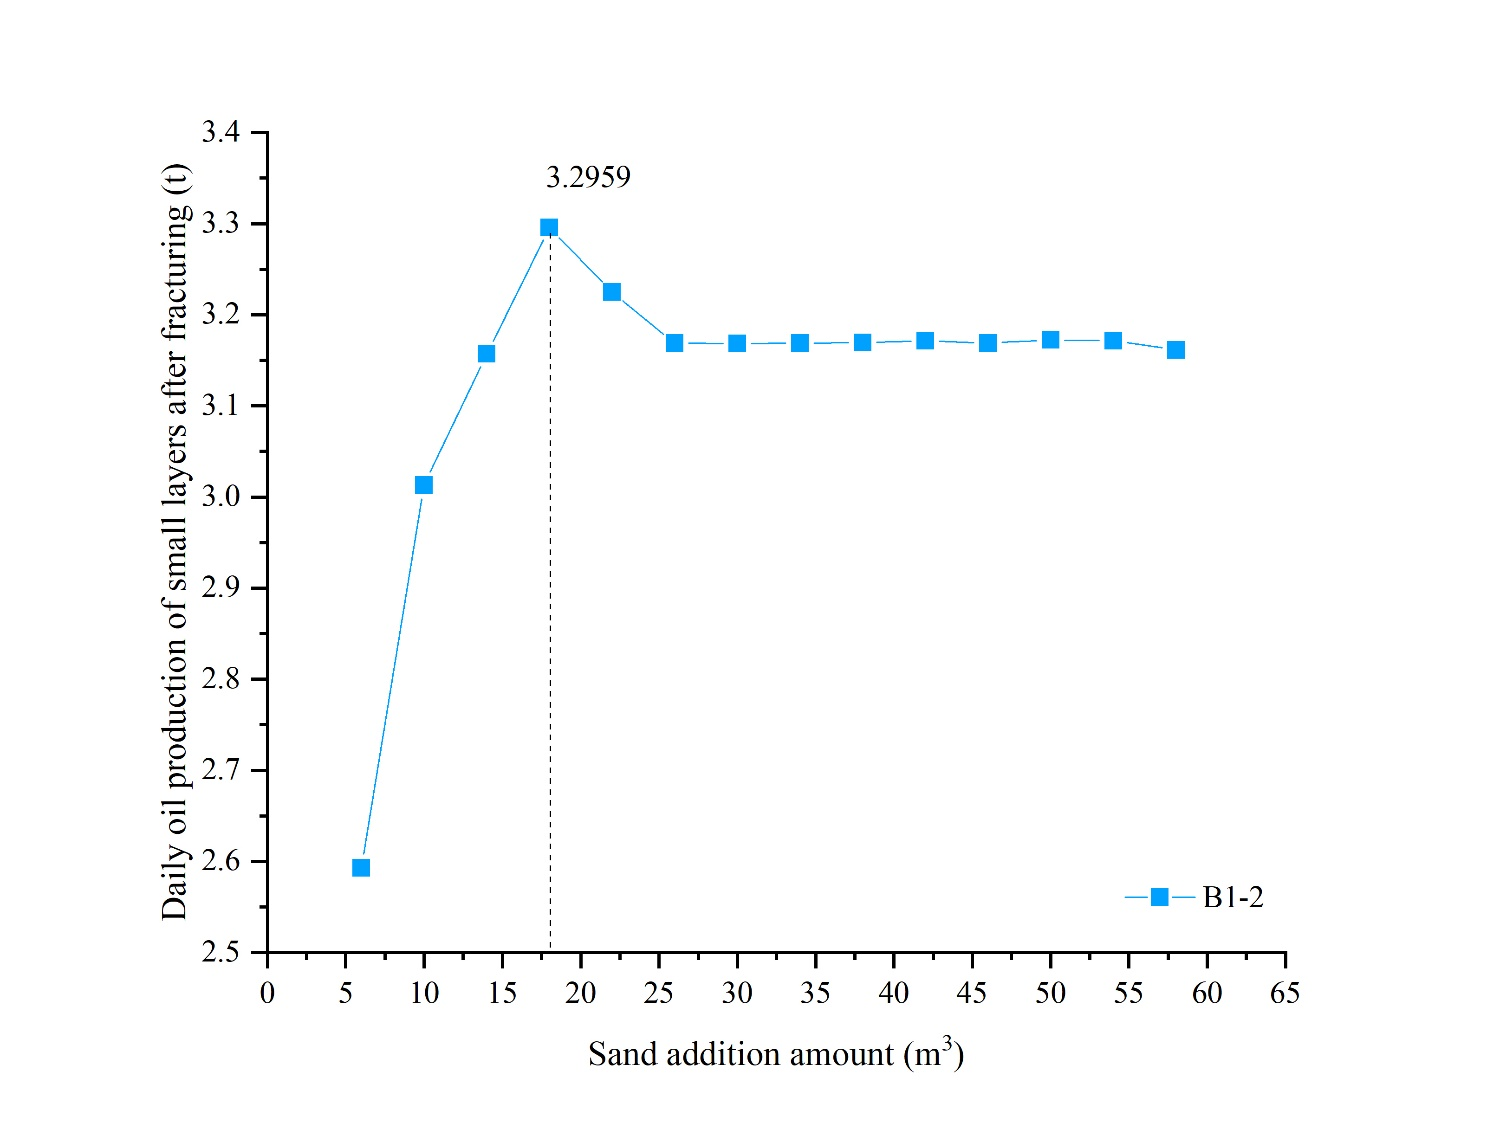 3.2959
Daily oil production of small layers after fracturing (t)
3.4
3.3
3.2
3.1
3.0
2.9
2.8
2.7
2.6
2.5
B1-2
0 5 10 15 20 25 30 35 40 45 50 55 60 65
Sand addition amount (m³)